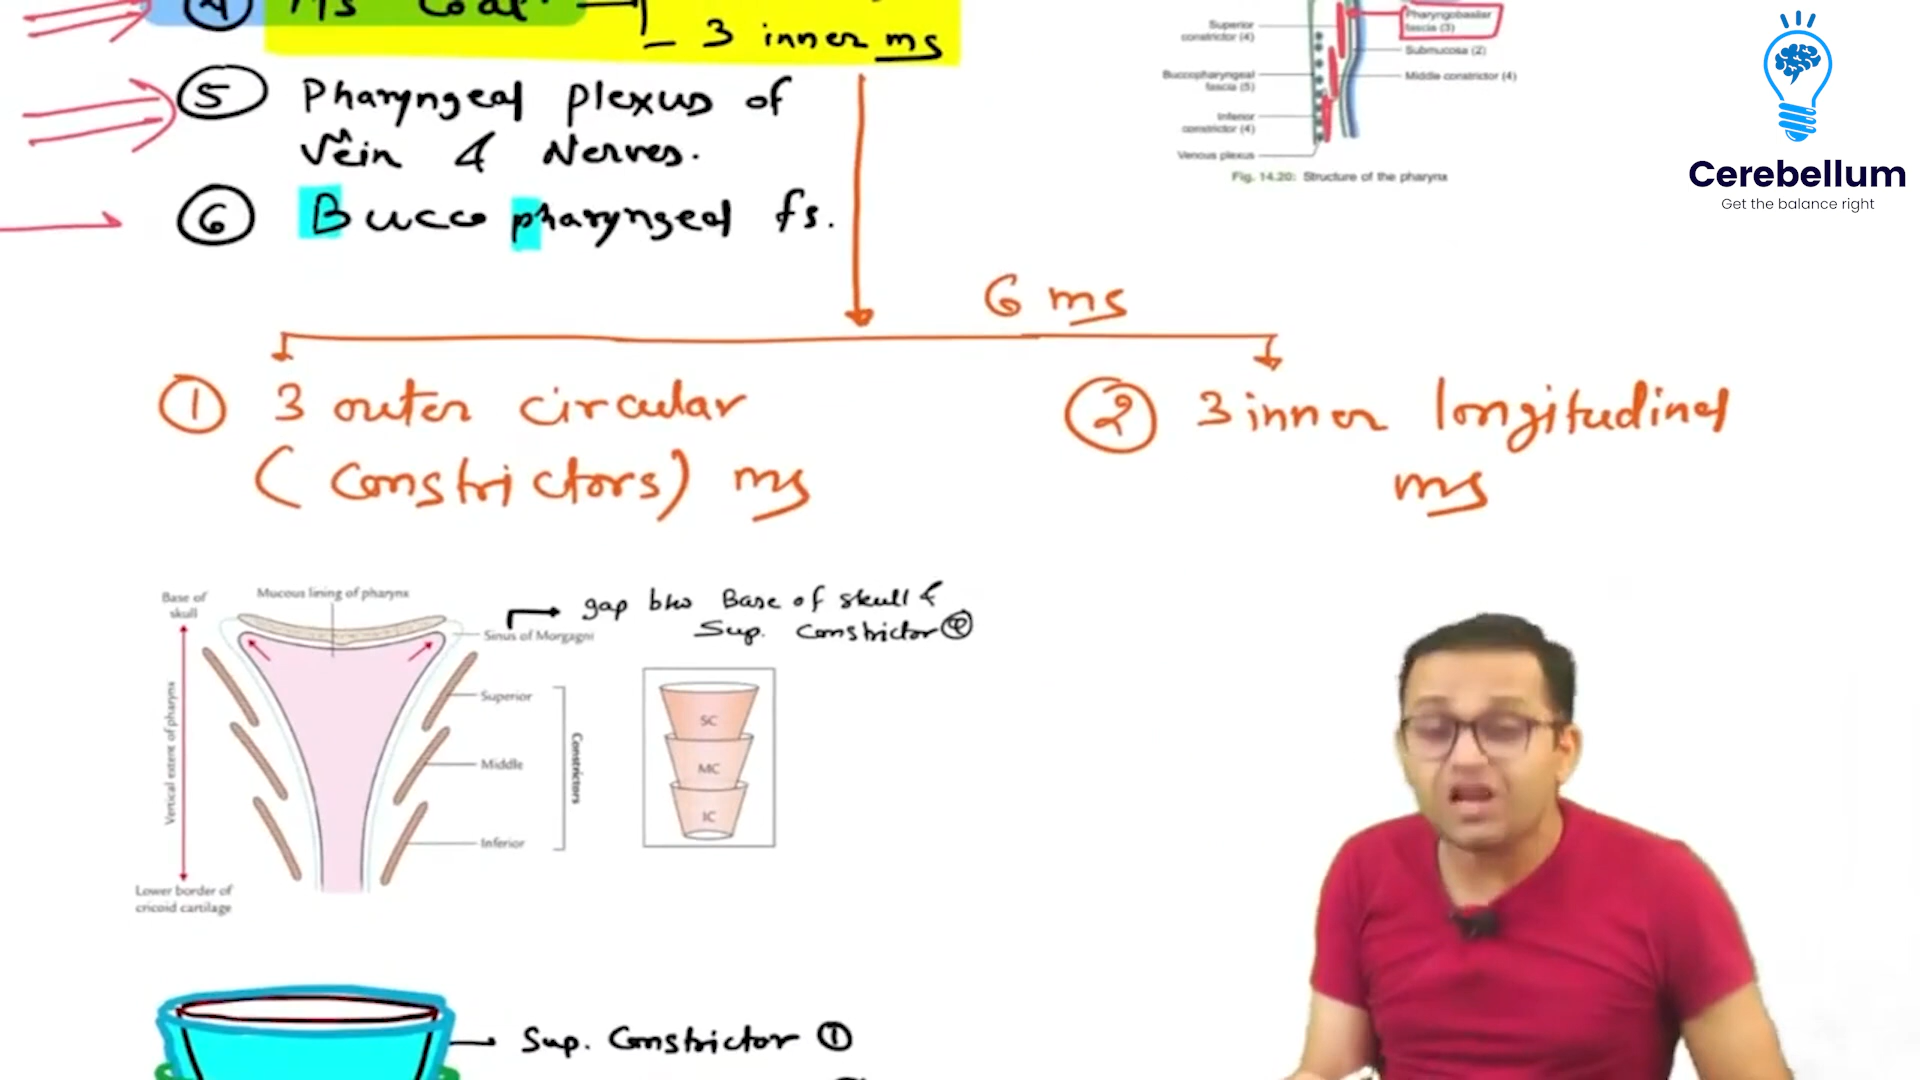 ④ Ms Coat
– 3 inner ms
⑤ Pharyngeal plexus of
Vein & Nerves.
⑥ Bucco pharyngeal fs.
Superior
constrictor (4)
Buccopharyngeal
fascia (5)
Inferior
constrictor (4)
Venous plexus
Pharyngobasilar
fascia (3)
Submucosa (2)
Middle constrictor (4)
Fig. 14.20: Structure of the pharynx
Cerebellum
Get the balance right
6 ms
① 3 outer circular
(Constrictors) ms
② 3 inner longitudinal
ms
Base of
skull
Mucous lining of pharynx
Sinus of Morgagni
gap btw Base of skull &
Sup. Constrictor
Vertical extent of pharynx
Superior
Middle
Inferior
Constrictors
Lower border of
cricoid cartilage
SC
MC
IC
Sup. Constrictor ①